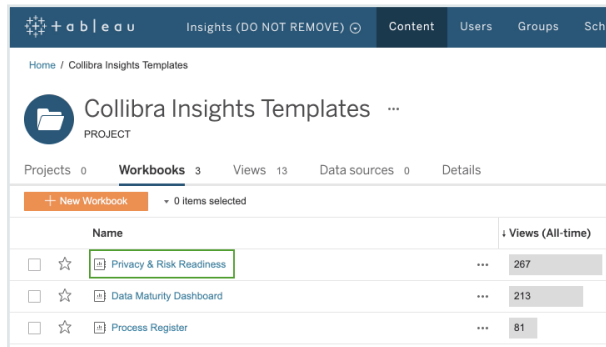 + a b | e a u Insights (DO NOT REMOVE) Content Users Groups Sch
Home / Collibra Insights Templates
Collibra Insights Templates ...
PROJECT
Projects 0 Workbooks 3 Views 13 Data sources 0 Details
+ New Workbook 0 items selected
Name ↓ Views (All-time)
Privacy & Risk Readiness ... 267
Data Maturity Dashboard ... 213
Process Register ... 81